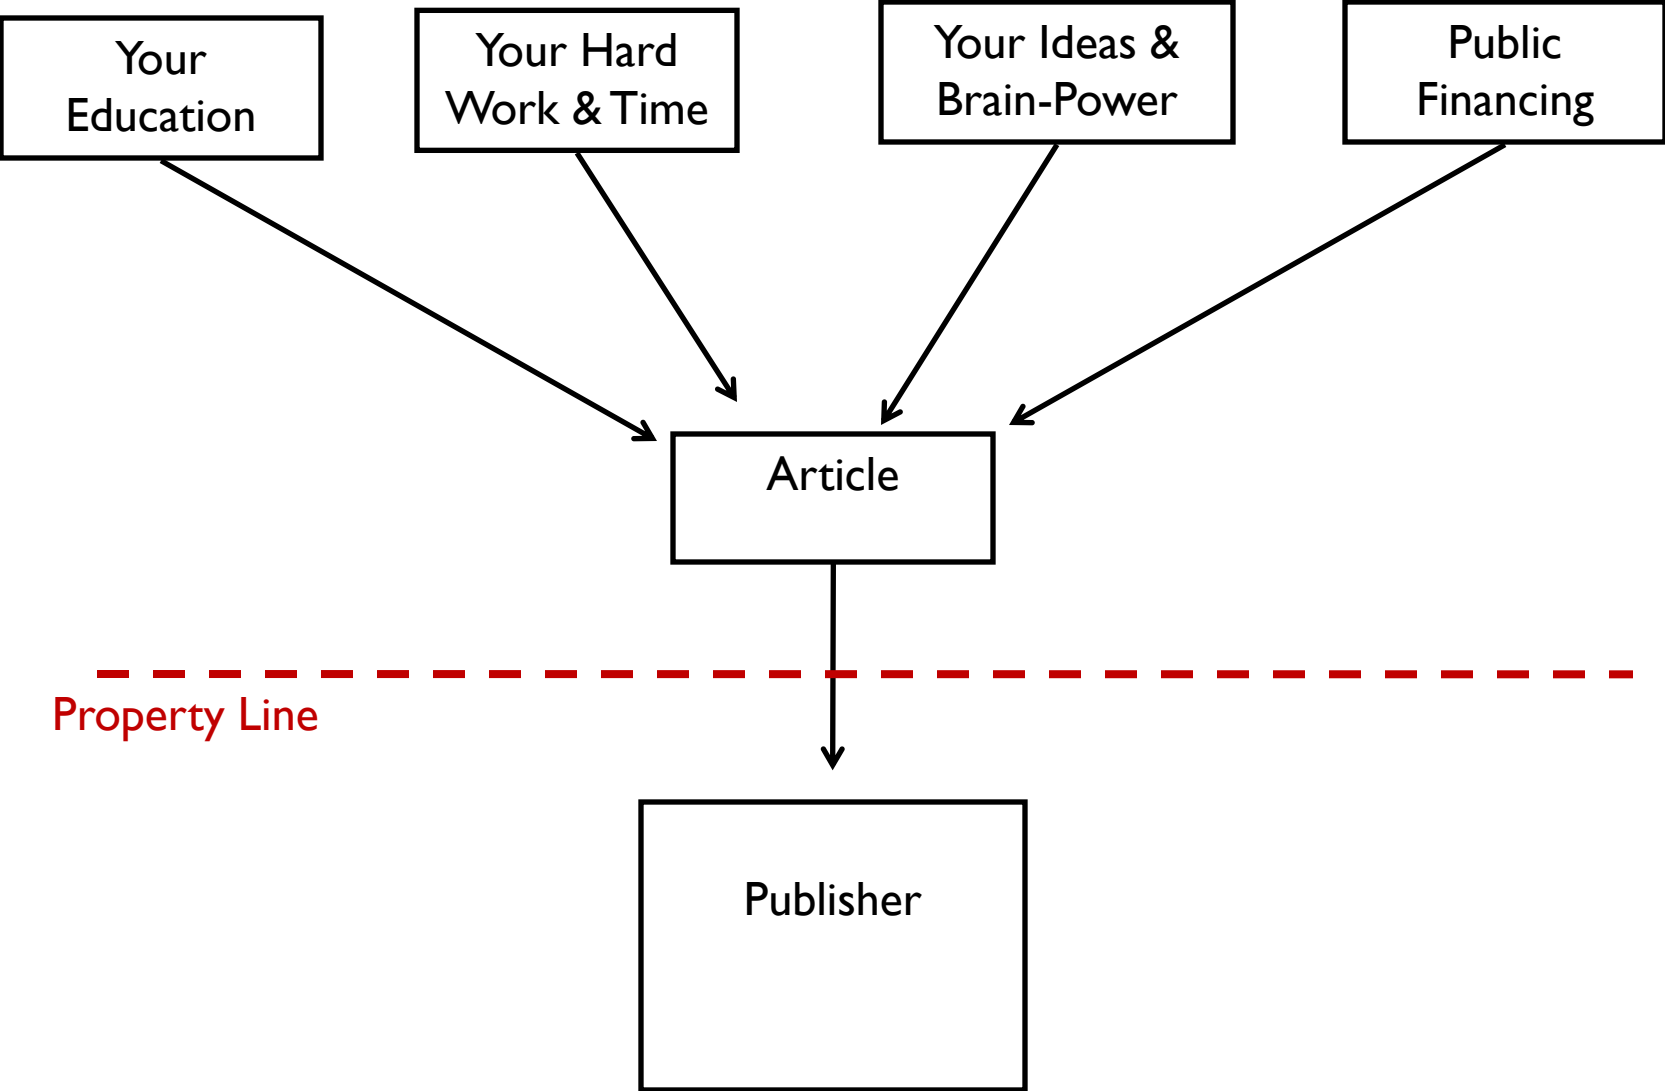 Your
Education
Your Hard
Work & Time
Your Ideas &
Brain-Power
Public
Financing
Article
Property Line
Publisher